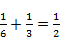 1/6 + 1/3 = 1/2